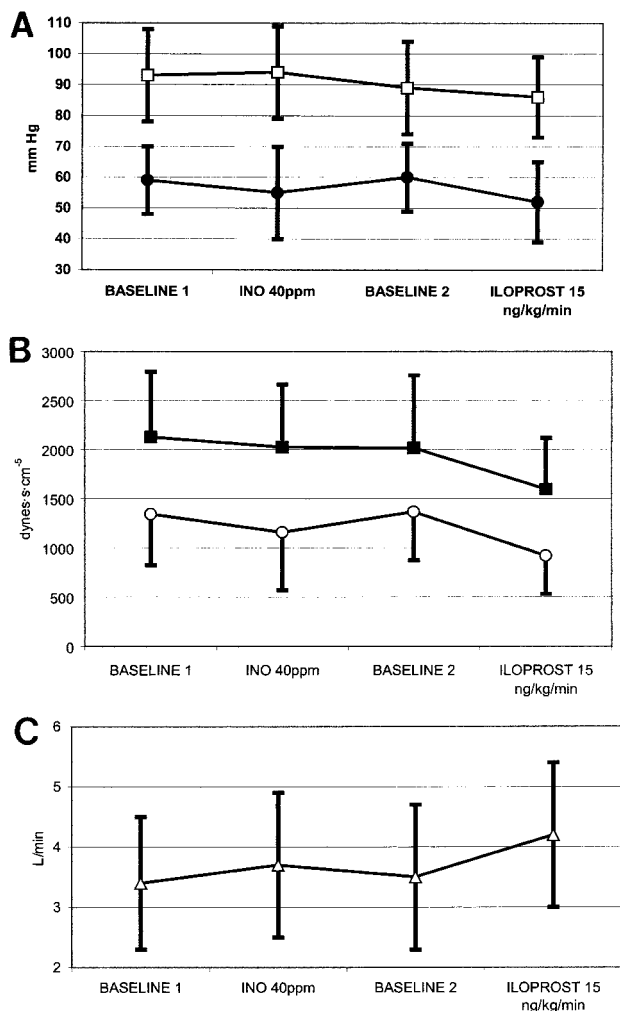 A
110
100
90
80
70
60
50
40
30
mm Hg
BASELINE 1
INO 40ppm
BASELINE 2
ILOPROST 15
ng/kg/min
B
3000
2500
2000
1500
1000
500
0
dynes·s·cm-5
BASELINE 1
INO 40ppm
BASELINE 2
ILOPROST 15
ng/kg/min
C
6
5
4
3
2
L/min
BASELINE 1
INO 40ppm
BASELINE 2
ILOPROST 15
ng/kg/min